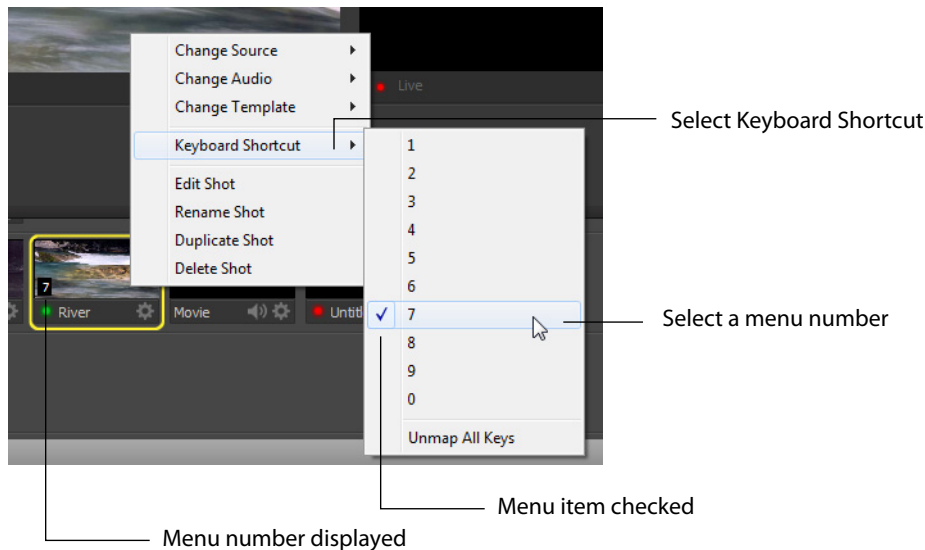 Change Source
Change Audio
Change Template
Keyboard Shortcut
Edit Shot
Rename Shot
Duplicate Shot
Delete Shot
Live
Select Keyboard Shortcut
1
2
3
4
5
6
7
8
9
0
Unmap All Keys
Select a menu number
7
River
Movie
Untitl
Menu item checked
Menu number displayed